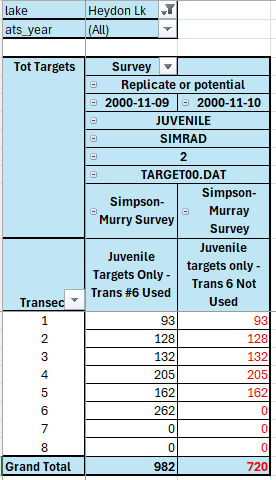 lake Heydon Lk
ats_year (All)
Tot Targets Survey
Replicate or potential
2000-11-09 2000-11-10
JUVENILE
SIMRAD
2
TARGET00.DAT
Simpson-
Murry Survey
Simpson-
Murray
Survey
Juvenile
Targets Only -
Trans #6 Used
Juvenile
targets only -
Trans 6 Not
Used
Transec
1 93 93
2 128 128
3 132 132
4 205 205
5 162 162
6 262 0
7 0 0
8 0 0
Grand Total 982 720